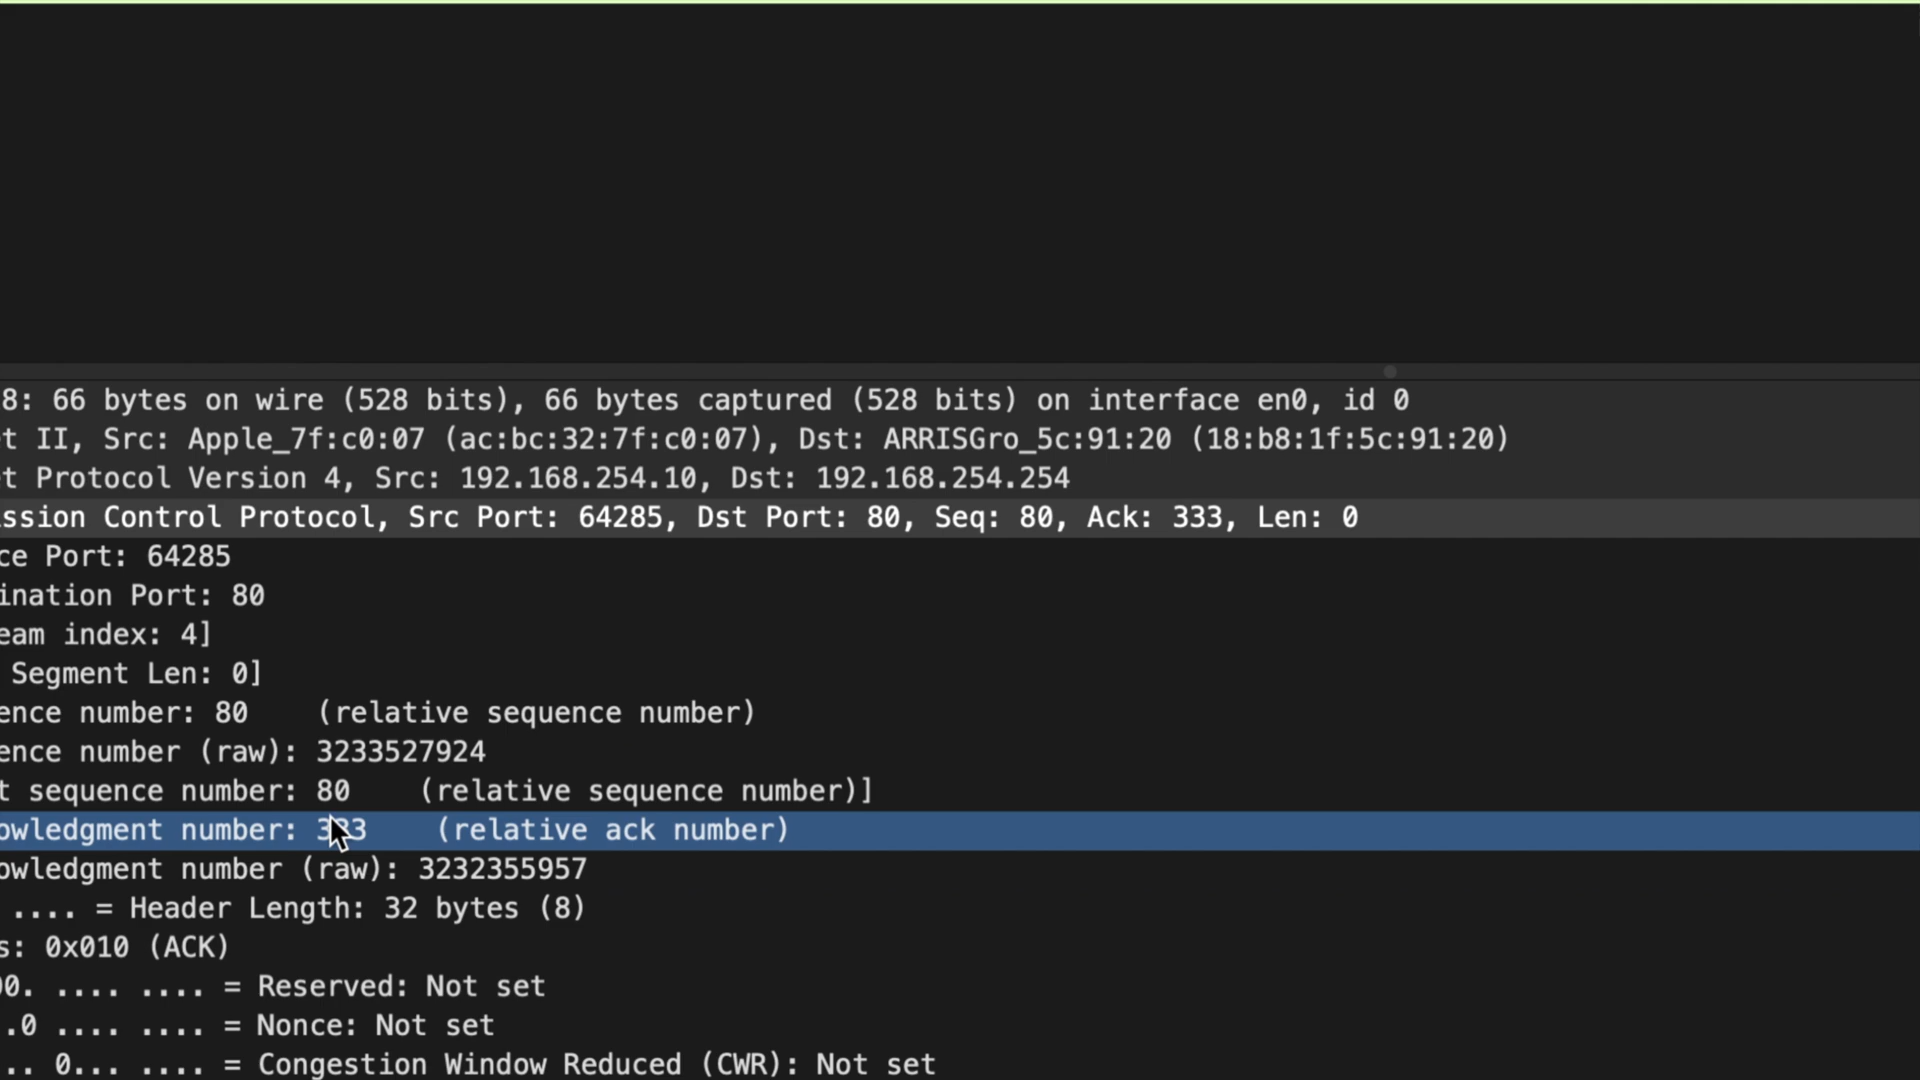 8: 66 bytes on wire (528 bits), 66 bytes captured (528 bits) on interface en0, id 0
t II, Src: Apple_7f:c0:07 (ac:bc:32:7f:c0:07), Dst: ARRISGro_5c:91:20 (18:b8:1f:5c:91:20)
t Protocol Version 4, Src: 192.168.254.10, Dst: 192.168.254.254
ssion Control Protocol, Src Port: 64285, Dst Port: 80, Seq: 80, Ack: 333, Len: 0
ce Port: 64285
ination Port: 80
eam index: 4]
Segment Len: 0]
ence number: 80    (relative sequence number)
ence number (raw): 3233527924
t sequence number: 80    (relative sequence number)]
owledgment number: 333    (relative ack number)
owledgment number (raw): 3232355957
.... = Header Length: 32 bytes (8)
s: 0x010 (ACK)
00. .... .... = Reserved: Not set
.0 .... .... = Nonce: Not set
.. 0... .... = Congestion Window Reduced (CWR): Not set